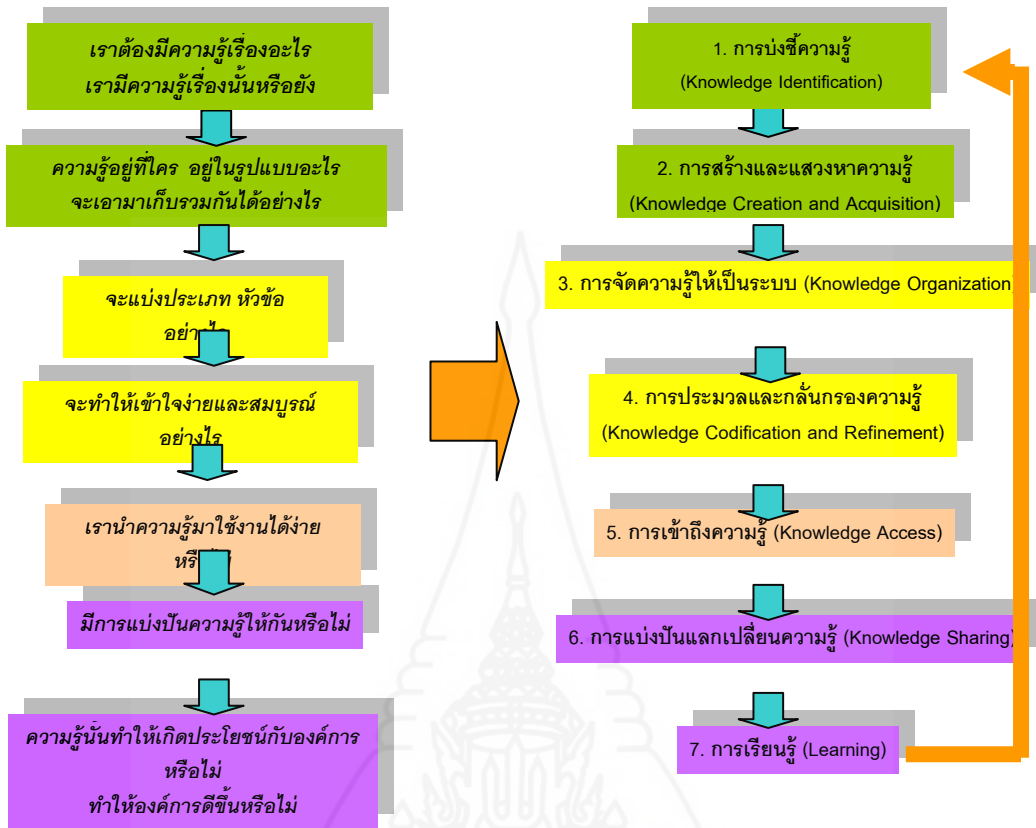 เราต้องมีความรู้เรื่องอะไร
เรามีความรู้เรื่องนั้นหรือยัง
ความรู้อยู่ที่ใคร อยู่ในรูปแบบอะไร
จะเอามาเก็บรวมกันได้อย่างไร
จะแบ่งประเภท หัวข้อ
อย่างไร
จะทำให้เข้าใจง่ายและสมบูรณ์
อย่างไร
เรานำความรู้มาใช้งานได้ง่าย
หรือไม่
มีการแบ่งปันความรู้ให้กันหรือไม่
ความรู้นั้นทำให้เกิดประโยชน์กับองค์การ
หรือไม่
ทำให้องค์การดีขึ้นหรือไม่
1. การบ่งชี้ความรู้
(Knowledge Identification)
2. การสร้างและแสวงหาความรู้
(Knowledge Creation and Acquisition)
3. การจัดความรู้ให้เป็นระบบ (Knowledge Organization)
4. การประมวลและกลั่นกรองความรู้
(Knowledge Codification and Refinement)
5. การเข้าถึงความรู้ (Knowledge Access)
6. การแบ่งปันแลกเปลี่ยนความรู้ (Knowledge Sharing)
7. การเรียนรู้ (Learning)